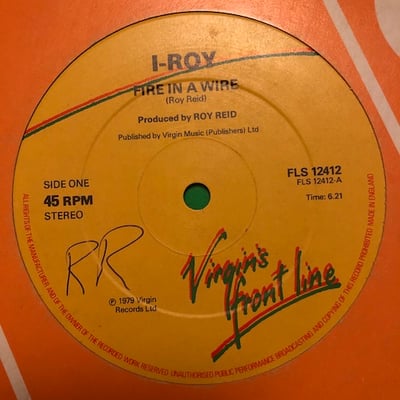 I-ROY
FIRE IN A WIRE
(Roy Reid)
Produced by ROY REID
Published by Virgin Music (Publishers) Ltd
SIDE ONE
45 RPM
STEREO
FLS 12412
FLS 12412-A
Time: 6.21
RR
℗ 1979 Virgin
Records Ltd
Virgin's
front line
ALL RIGHTS OF THE MANUFACTURER AND OF THE OWNER OF THE RECORDED WORK RESERVED. UNAUTHORISED PUBLIC PERFORMANCE BROADCASTING AND COPYING OF THIS RECORD PROHIBITED. MADE IN ENGLAND